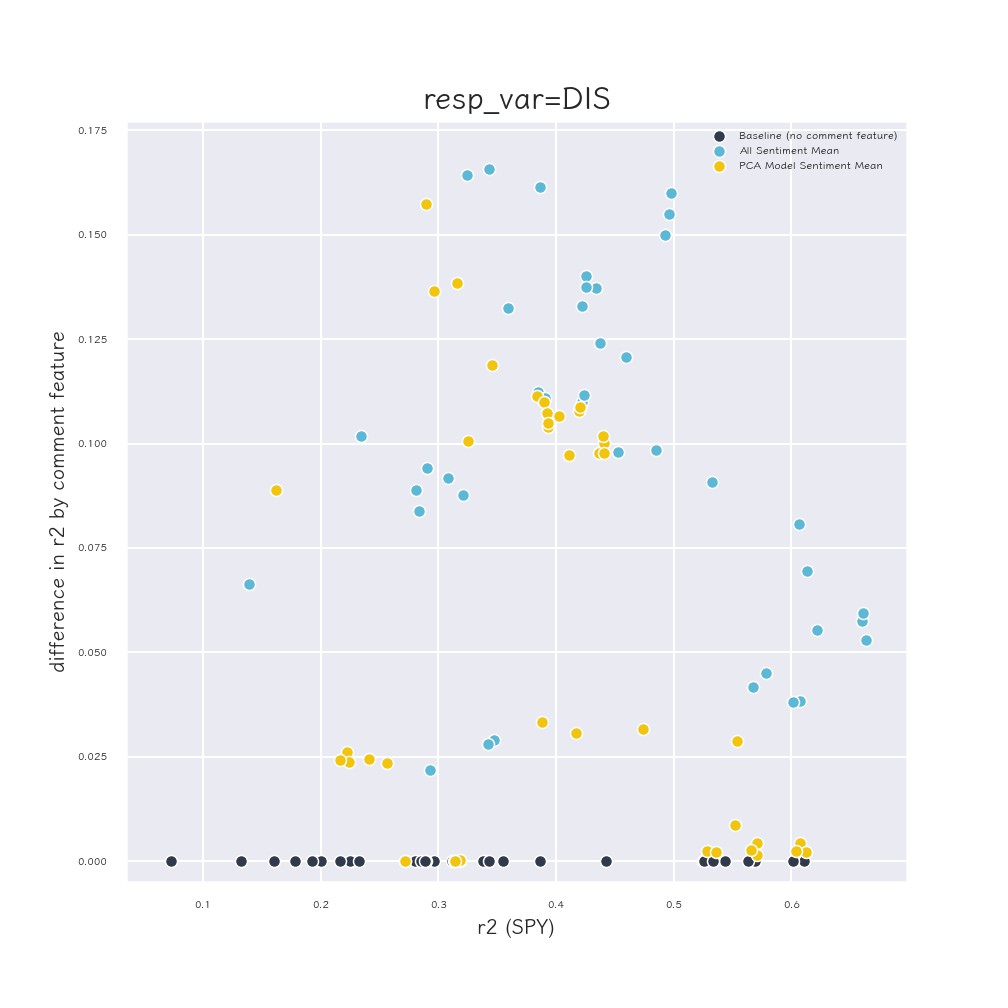 resp_var=DIS
Baseline (no comment feature)
All Sentiment Mean
PCA Model Sentiment Mean
0.175
0.150
0.125
0.100
0.075
0.050
0.025
0.000
difference in r2 by comment feature
0.1 0.2 0.3 0.4 0.5 0.6
r2 (SPY)